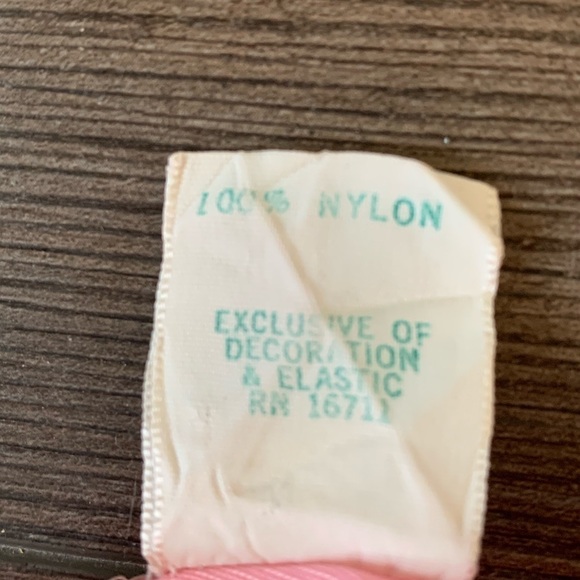 100% NYLON
EXCLUSIVE OF
DECORATION
& ELASTIC
RN 16711